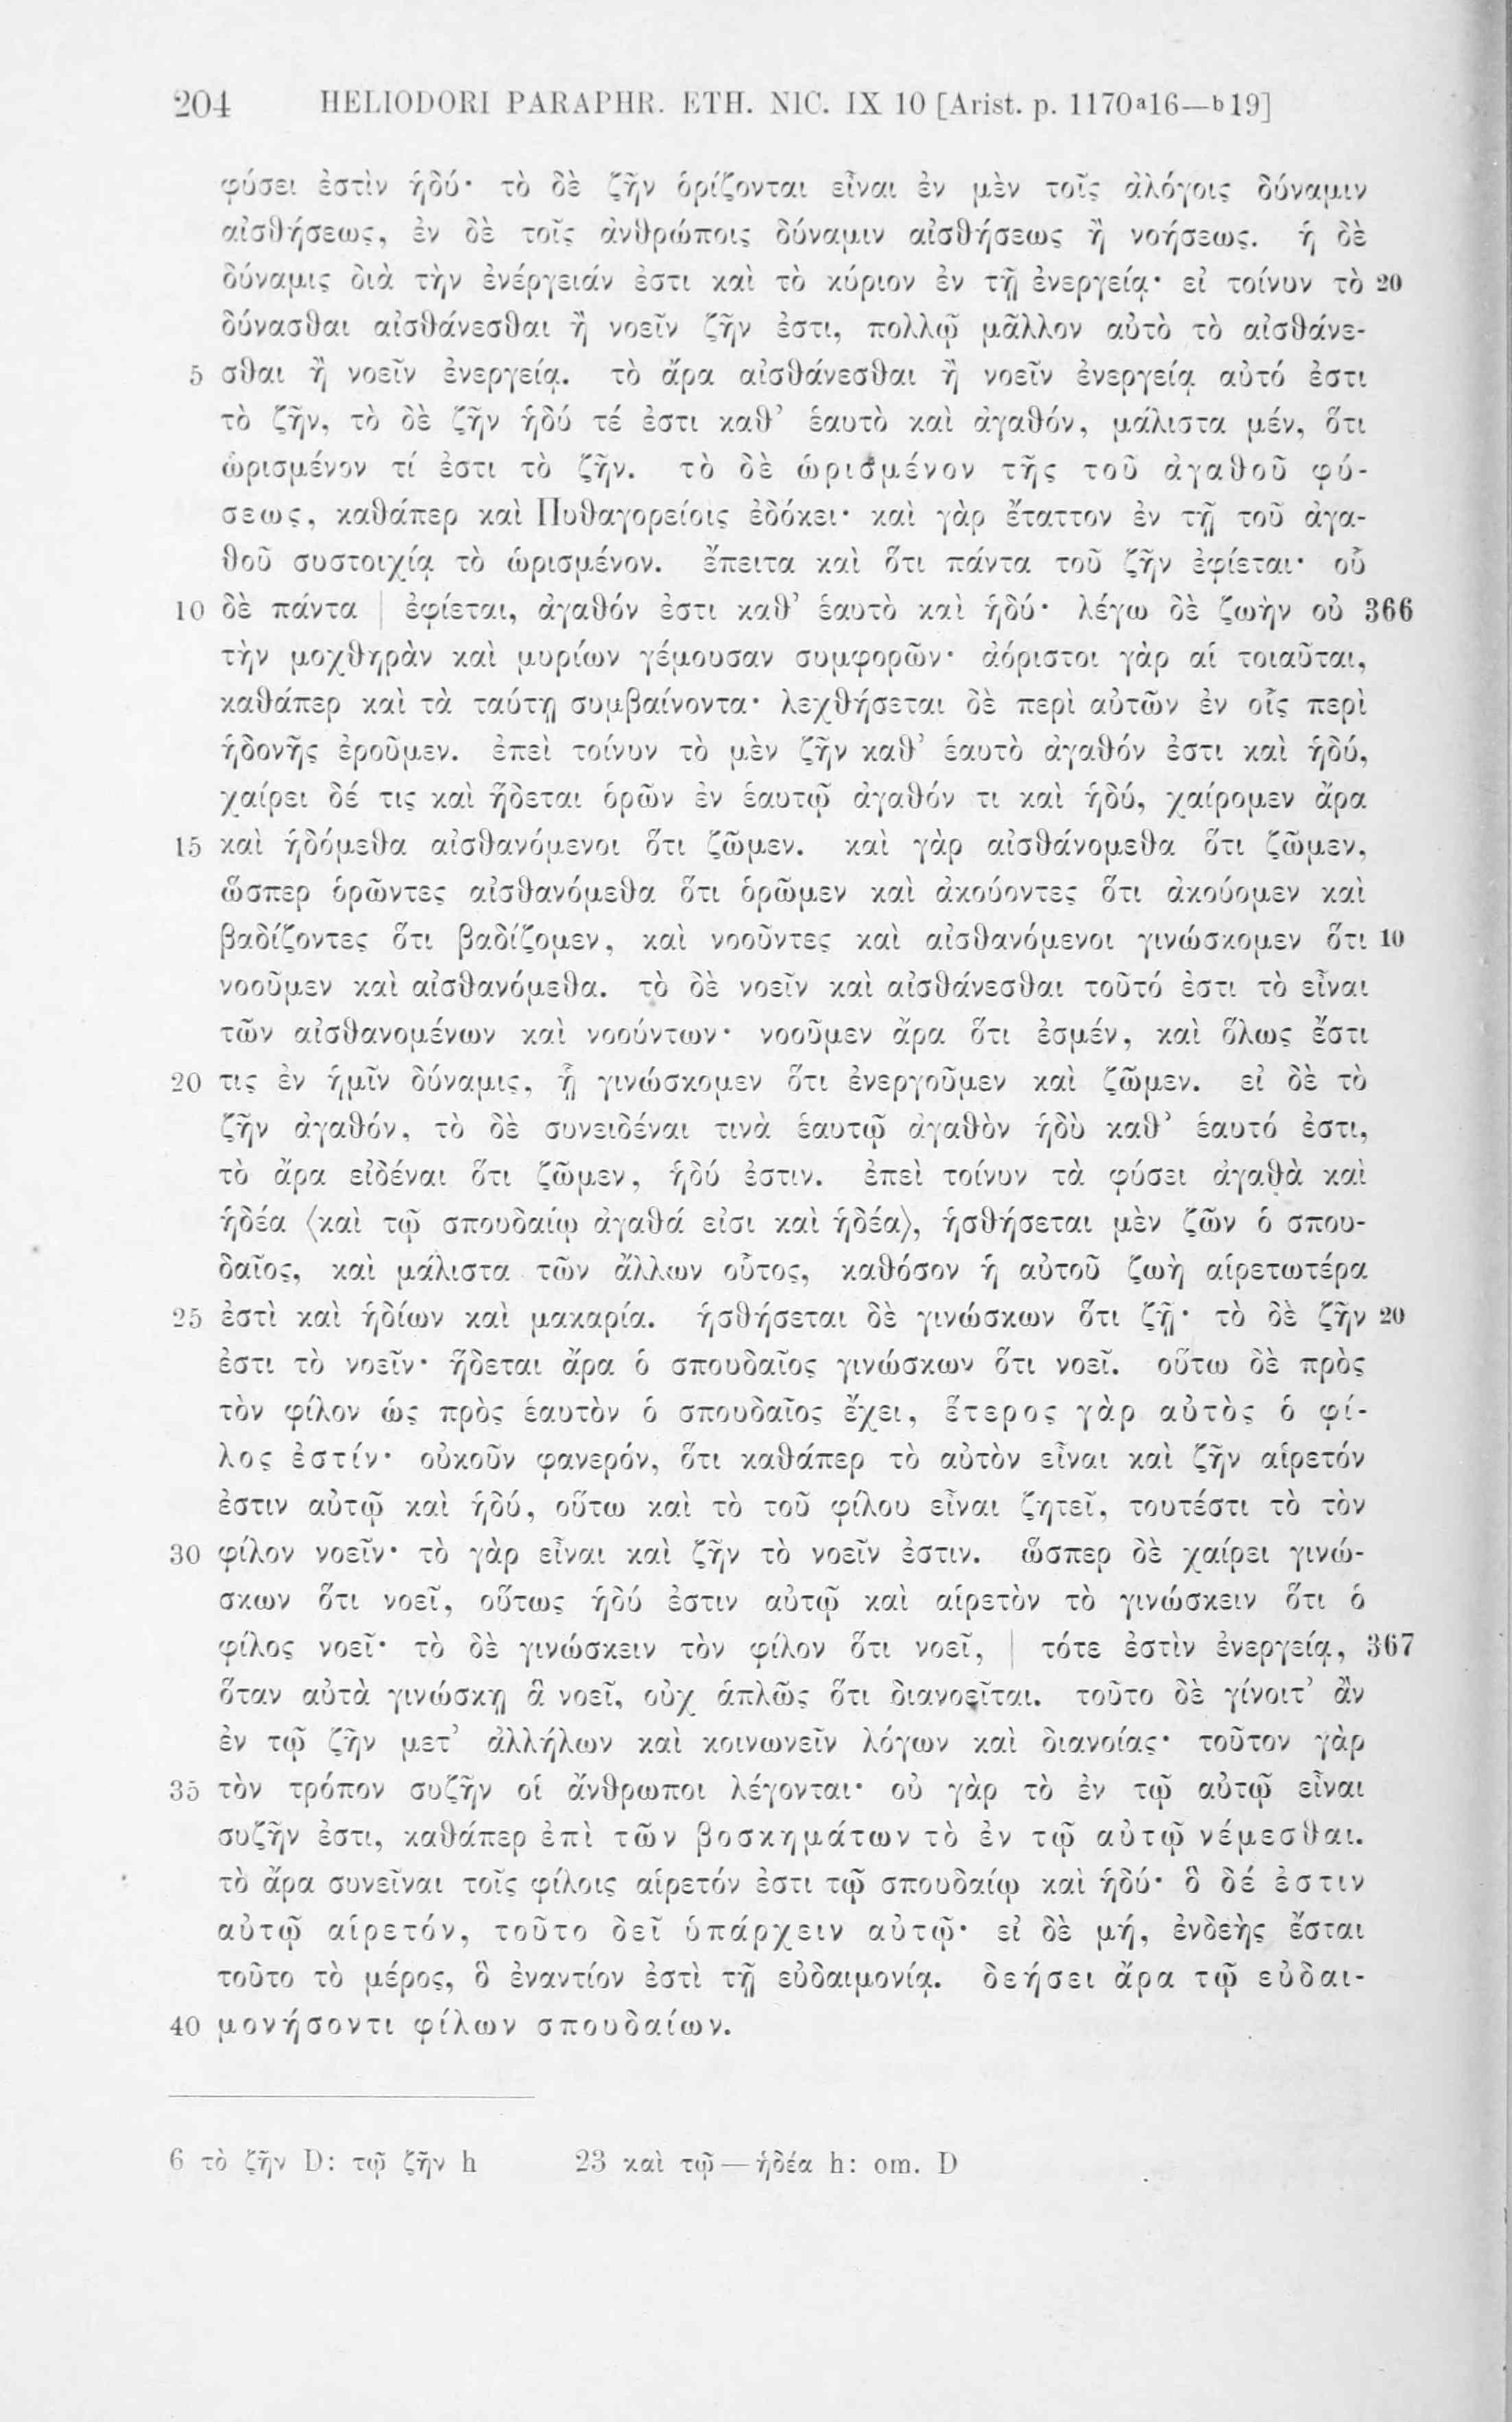 204 HELIODORI PARAPHR. ETH. NIC. IX 10 [Arist. p. 1170a16—b19]
φύσει ἐστὶν ἡδύ· τὸ δὲ ζῆν ὁρίζονται εἶναι ἐν μὲν τοῖς ἀλόγοις δύναμιν
αἰσθήσεως, ἐν δὲ τοῖς ἀνθρώποις δύναμιν αἰσθήσεως ἢ νοήσεως. ἡ δὲ
δύναμις διὰ τὴν ἐνέργειάν ἐστι καὶ τὸ κύριον ἐν τῇ ἐνεργείᾳ· εἰ τοίνυν τὸ 20
δύνασθαι αἰσθάνεσθαι ἢ νοεῖν ζῆν ἐστι, πολλῷ μᾶλλον αὐτὸ τὸ αἰσθάνε-
5 σθαι ἢ νοεῖν ἐνεργείᾳ. τὸ ἄρα αἰσθάνεσθαι ἢ νοεῖν ἐνεργείᾳ αὐτό ἐστι
τὸ ζῆν, τὸ δὲ ζῆν ἡδύ τέ ἐστι καθ’ ἑαυτὸ καὶ ἀγαθόν, μάλιστα μέν, ὅτι
ὡρισμένον τί ἐστι τὸ ζῆν. τὸ δὲ ὡρισμένον τῆς τοῦ ἀγαθοῦ φύ-
σεως, καθάπερ καὶ Πυθαγορείοις ἐδόκει· καὶ γὰρ ἔταττον ἐν τῇ τοῦ ἀγα-
θοῦ συστοιχίᾳ τὸ ὡρισμένον. ἔπειτα καὶ ὅτι πάντα τοῦ ζῆν ἐφίεται· οὗ
10 δὲ πάντα | ἐφίεται, ἀγαθόν ἐστι καθ’ ἑαυτὸ καὶ ἡδύ· λέγω δὲ ζωὴν οὐ 366
τὴν μοχθηρὰν καὶ μυρίων γέμουσαν συμφορῶν· ἀόριστοι γὰρ αἱ τοιαῦται,
καθάπερ καὶ τὰ ταύτῃ συμβαίνοντα· λεχθήσεται δὲ περὶ αὐτῶν ἐν οἷς περὶ
ἡδονῆς ἐροῦμεν. ἐπεὶ τοίνυν τὸ μὲν ζῆν καθ’ ἑαυτὸ ἀγαθόν ἐστι καὶ ἡδύ,
χαίρει δέ τις καὶ ἥδεται ὁρῶν ἐν ἑαυτῷ ἀγαθόν τι καὶ ἡδύ, χαίρομεν ἄρα
15 καὶ ἡδόμεθα αἰσθανόμενοι ὅτι ζῶμεν. καὶ γὰρ αἰσθάνομεθα ὅτι ζῶμεν,
ὥσπερ ὁρῶντες αἰσθανόμεθα ὅτι ὁρῶμεν καὶ ἀκούοντες ὅτι ἀκούομεν καὶ
βαδίζοντες ὅτι βαδίζομεν, καὶ νοοῦντες καὶ αἰσθανόμενοι γινώσκομεν ὅτι 10
νοοῦμεν καὶ αἰσθανόμεθα. τὸ δὲ νοεῖν καὶ αἰσθάνεσθαι τοῦτό ἐστι τὸ εἶναι
τῶν αἰσθανομένων καὶ νοούντων· νοοῦμεν ἄρα ὅτι ἐσμέν, καὶ ὅλως ἔστι
20 τις ἐν ἡμῖν δύναμις, ᾗ γινώσκομεν ὅτι ἐνεργοῦμεν καὶ ζῶμεν. εἰ δὲ τὸ
ζῆν ἀγαθόν, τὸ δὲ συνειδέναι τινὰ ἑαυτῷ ἀγαθὸν ἡδὺ καθ’ ἑαυτό ἐστι,
τὸ ἄρα εἰδέναι ὅτι ζῶμεν, ἡδύ ἐστιν. ἐπεὶ τοίνυν τὰ φύσει ἀγαθὰ καὶ
ἡδέα ⟨καὶ τῷ σπουδαίῳ ἀγαθά εἰσι καὶ ἡδέα⟩, ἡσθήσεται μὲν ζῶν ὁ σπου-
δαῖος, καὶ μάλιστα τῶν ἄλλων οὗτος, καθόσον ἡ αὐτοῦ ζωὴ αἱρετωτέρα
25 ἐστὶ καὶ ἡδίων καὶ μακαρία. ἡσθήσεται δὲ γινώσκων ὅτι ζῇ· τὸ δὲ ζῆν 20
ἐστι τὸ νοεῖν· ἥδεται ἄρα ὁ σπουδαῖος γινώσκων ὅτι νοεῖ. οὕτω δὲ πρὸς
τὸν φίλον ὡς πρὸς ἑαυτὸν ὁ σπουδαῖος ἔχει, ἕτερος γὰρ αὐτὸς ὁ φί-
λος ἐστίν· οὐκοῦν φανερόν, ὅτι καθάπερ τὸ αὐτὸν εἶναι καὶ ζῆν αἱρετόν
ἐστιν αὐτῷ καὶ ἡδύ, οὕτω καὶ τὸ τοῦ φίλου εἶναι ζητεῖ, τουτέστι τὸ τὸν
30 φίλον νοεῖν· τὸ γὰρ εἶναι καὶ ζῆν τὸ νοεῖν ἐστιν. ὥσπερ δὲ χαίρει γινώ-
σκων ὅτι νοεῖ, οὕτως ἡδύ ἐστιν αὐτῷ καὶ αἱρετὸν τὸ γινώσκειν ὅτι ὁ
φίλος νοεῖ· τὸ δὲ γινώσκειν τὸν φίλον ὅτι νοεῖ, | τότε ἐστὶν ἐνεργείᾳ, 367
ὅταν αὐτὰ γινώσκῃ ἃ νοεῖ, οὐχ ἁπλῶς ὅτι διανοεῖται. τοῦτο δὲ γίνοιτ’ ἂν
ἐν τῷ ζῆν μετ’ ἀλλήλων καὶ κοινωνεῖν λόγων καὶ διανοίας· τοῦτον γὰρ
35 τὸν τρόπον συζῆν οἱ ἄνθρωποι λέγονται· οὐ γὰρ τὸ ἐν τῷ αὐτῷ εἶναι
συζῆν ἐστι, καθάπερ ἐπὶ τῶν βοσκημάτων τὸ ἐν τῷ αὐτῷ νέμεσθαι.
τὸ ἄρα συνεῖναι τοῖς φίλοις αἱρετόν ἐστι τῷ σπουδαίῳ καὶ ἡδύ· ὃ δέ ἐστιν
αὐτῷ αἱρετόν, τοῦτο δεῖ ὑπάρχειν αὐτῷ· εἰ δὲ μή, ἐνδεὴς ἔσται
τοῦτο τὸ μέρος, ὃ ἐναντίον ἐστὶ τῇ εὐδαιμονίᾳ. δεήσει ἄρα τῷ εὐδαι-
40 μονήσοντι φίλων σπουδαίων.
6 τὸ ζῆν D: τῷ ζῆν h 23 καὶ τῷ — ἡδέα h: om. D